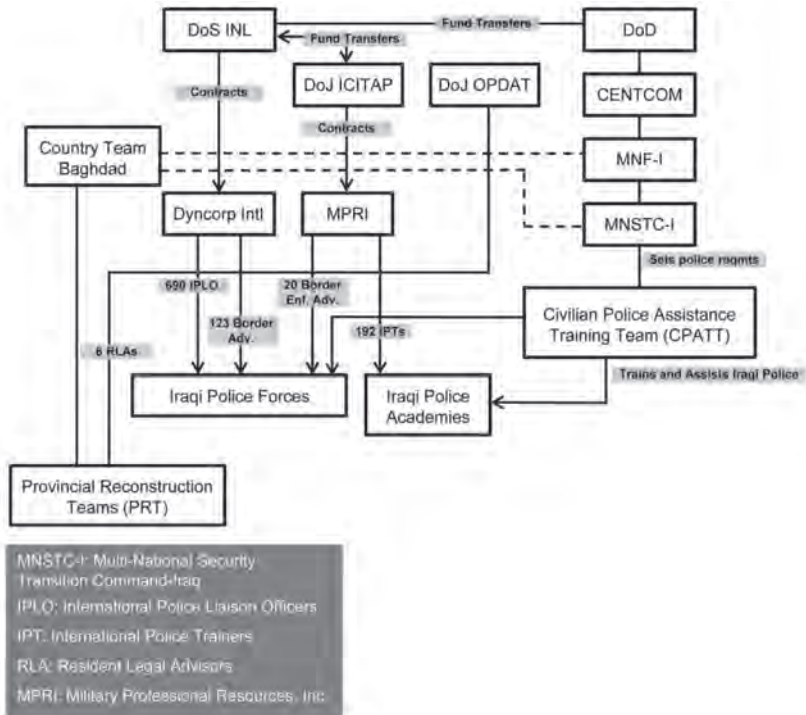 DoS INL
Fund Transfers
DoD
Fund Transfers
DoJ ICITAP
DoJ OPDAT
CENTCOM
Contracts
Contracts
Country Team
Baghdad
MNF-I
Dyncorp Intl
MPRI
MNSTC-I
Sets police rqmts
690 IPLO
20 Border
Enf. Adv.
123 Border
Adv.
192 IPTs
Civilian Police Assistance
Training Team (CPATT)
6 RLAs
Trains and Assists Iraqi Police
Iraqi Police Forces
Iraqi Police
Academies
Provincial Reconstruction
Teams (PRT)
MNSTC-I: Multi-National Security
Transition Command-Iraq
IPLO: International Police Liaison Officers
IPT: International Police Trainers
RLA: Resident Legal Advisors
MPRI: Military Professional Resources, Inc